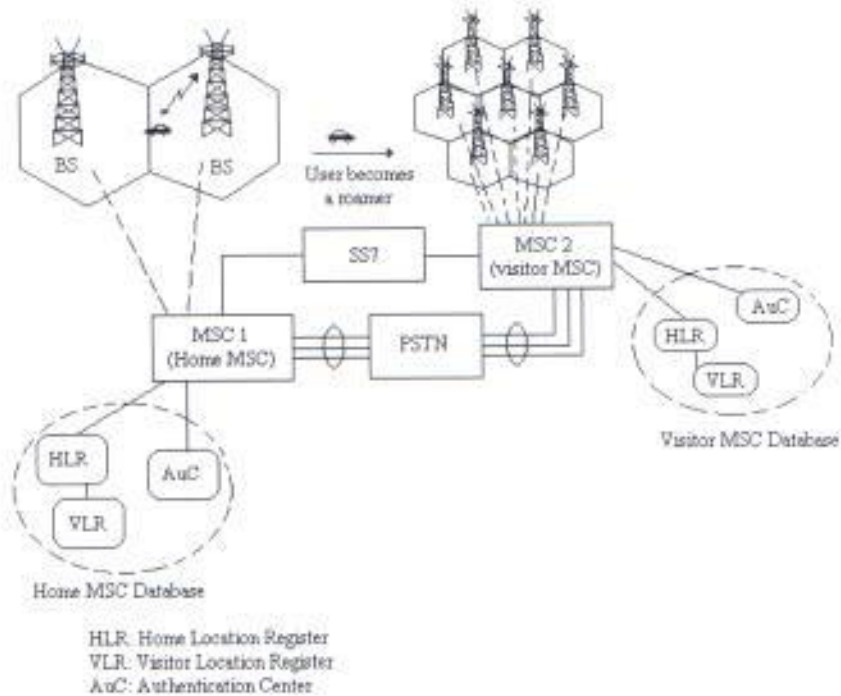 BS
BS
User becomes
a roamer
SS7
MSC 2
(visitor MSC)
MSC 1
(Home MSC)
PSTN
AuC
HLR
VLR
Visitor MSC Database
HLR
AuC
VLR
Home MSC Database
HLR: Home Location Register
VLR: Visitor Location Register
AuC: Authentication Center